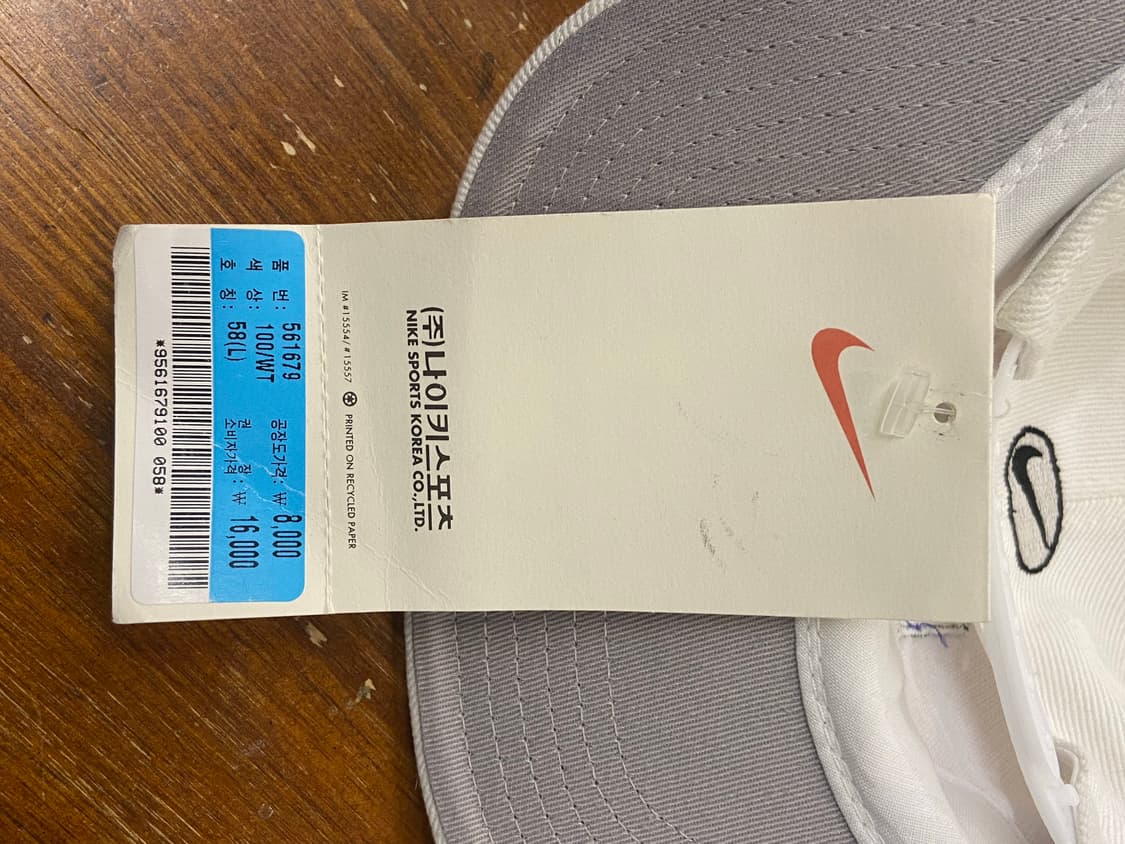 (주)나이키스포츠
NIKE SPORTS KOREA CO.,LTD.
IM #15554/#15557 PRINTED ON RECYCLED PAPER
품 번: 561679 공장도가격: ₩ 8,000
색 상: 100/WT 권 장
호 칭: 58(L) 소비자가격: ₩ 16,000
*9561679100 058*